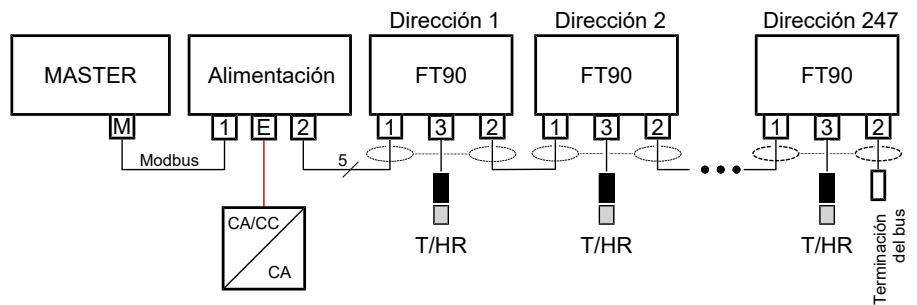 Dirección 1
Dirección 2
Dirección 247
MASTER
Alimentación
FT90
FT90
FT90
M
1
E
2
1
3
2
1
3
2
1
3
2
Modbus
5
CA/CC
CA
T/HR
T/HR
T/HR
Terminación
del bus